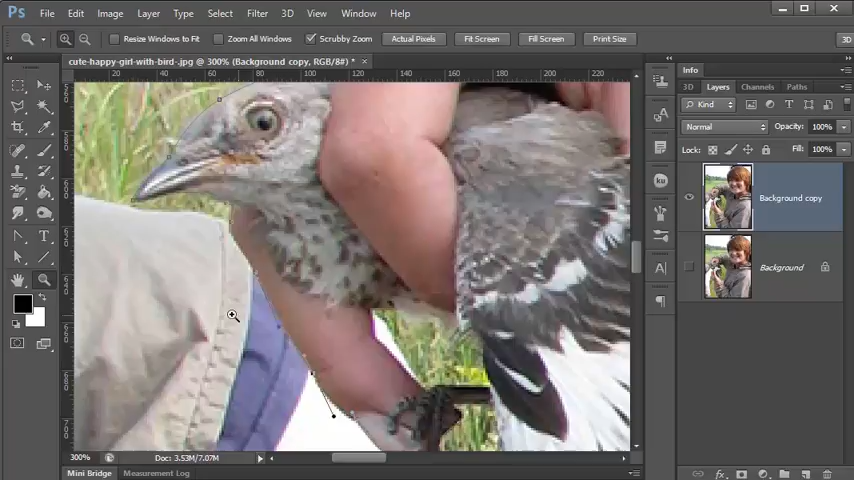 Ps File Edit Image Layer Type Select Filter 3D View Window Help
Resize Windows to Fit Zoom All Windows Scrubby Zoom Actual Pixels Fit Screen Fill Screen Print Size 3D
cute-happy-girl-with-bird-.jpg @ 300% (Background copy, RGB/8#) * ×
20 40 60 80 100 120 140 160 180 200 220
Info
3D Layers Channels Paths
Kind
Normal Opacity: 100%
Lock: Fill: 100%
Background copy
Background
300% Doc: 3.53M/7.07M
Mini Bridge Measurement Log